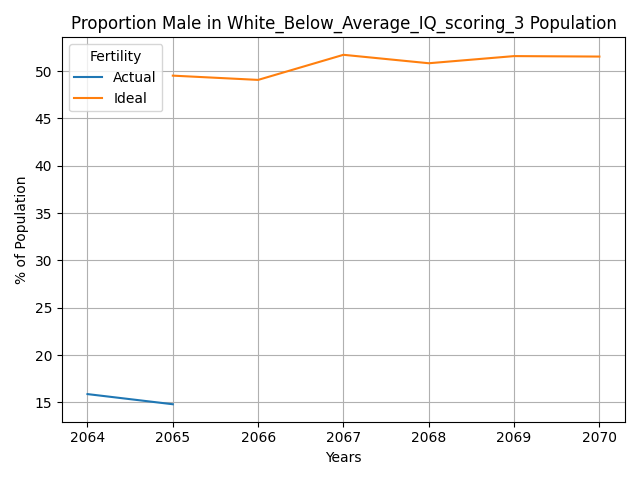 Proportion Male in White_Below_Average_IQ_scoring_3 Population
Fertility
Actual
Ideal
% of Population
50
45
40
35
30
25
20
15
2064 2065 2066 2067 2068 2069 2070
Years